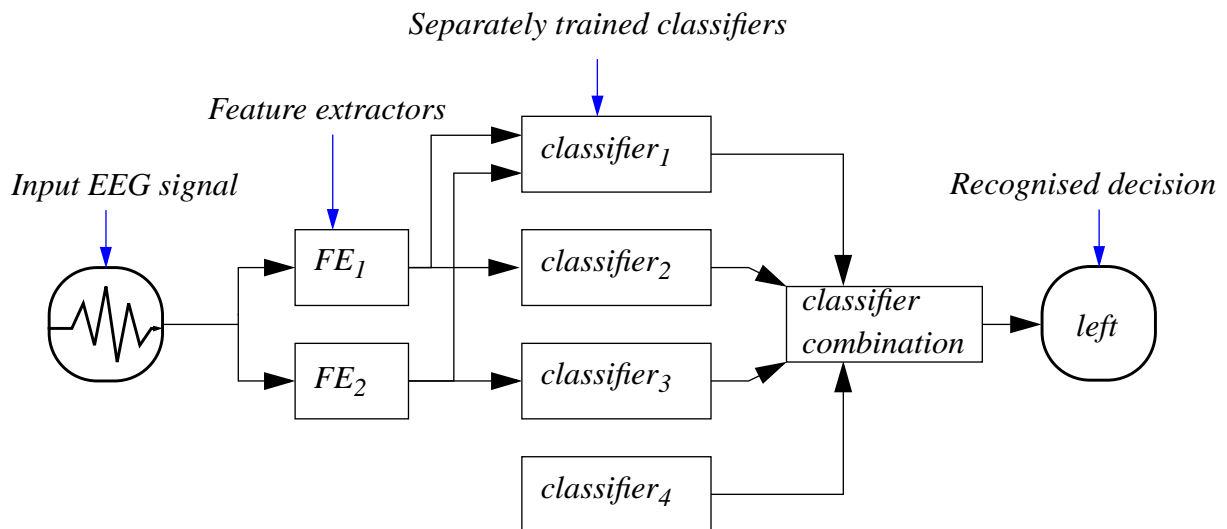 Separately trained classifiers
Feature extractors
Input EEG signal
Recognised decision
classifier₁
FE₁
classifier₂
classifier
combination
left
FE₂
classifier₃
classifier₄